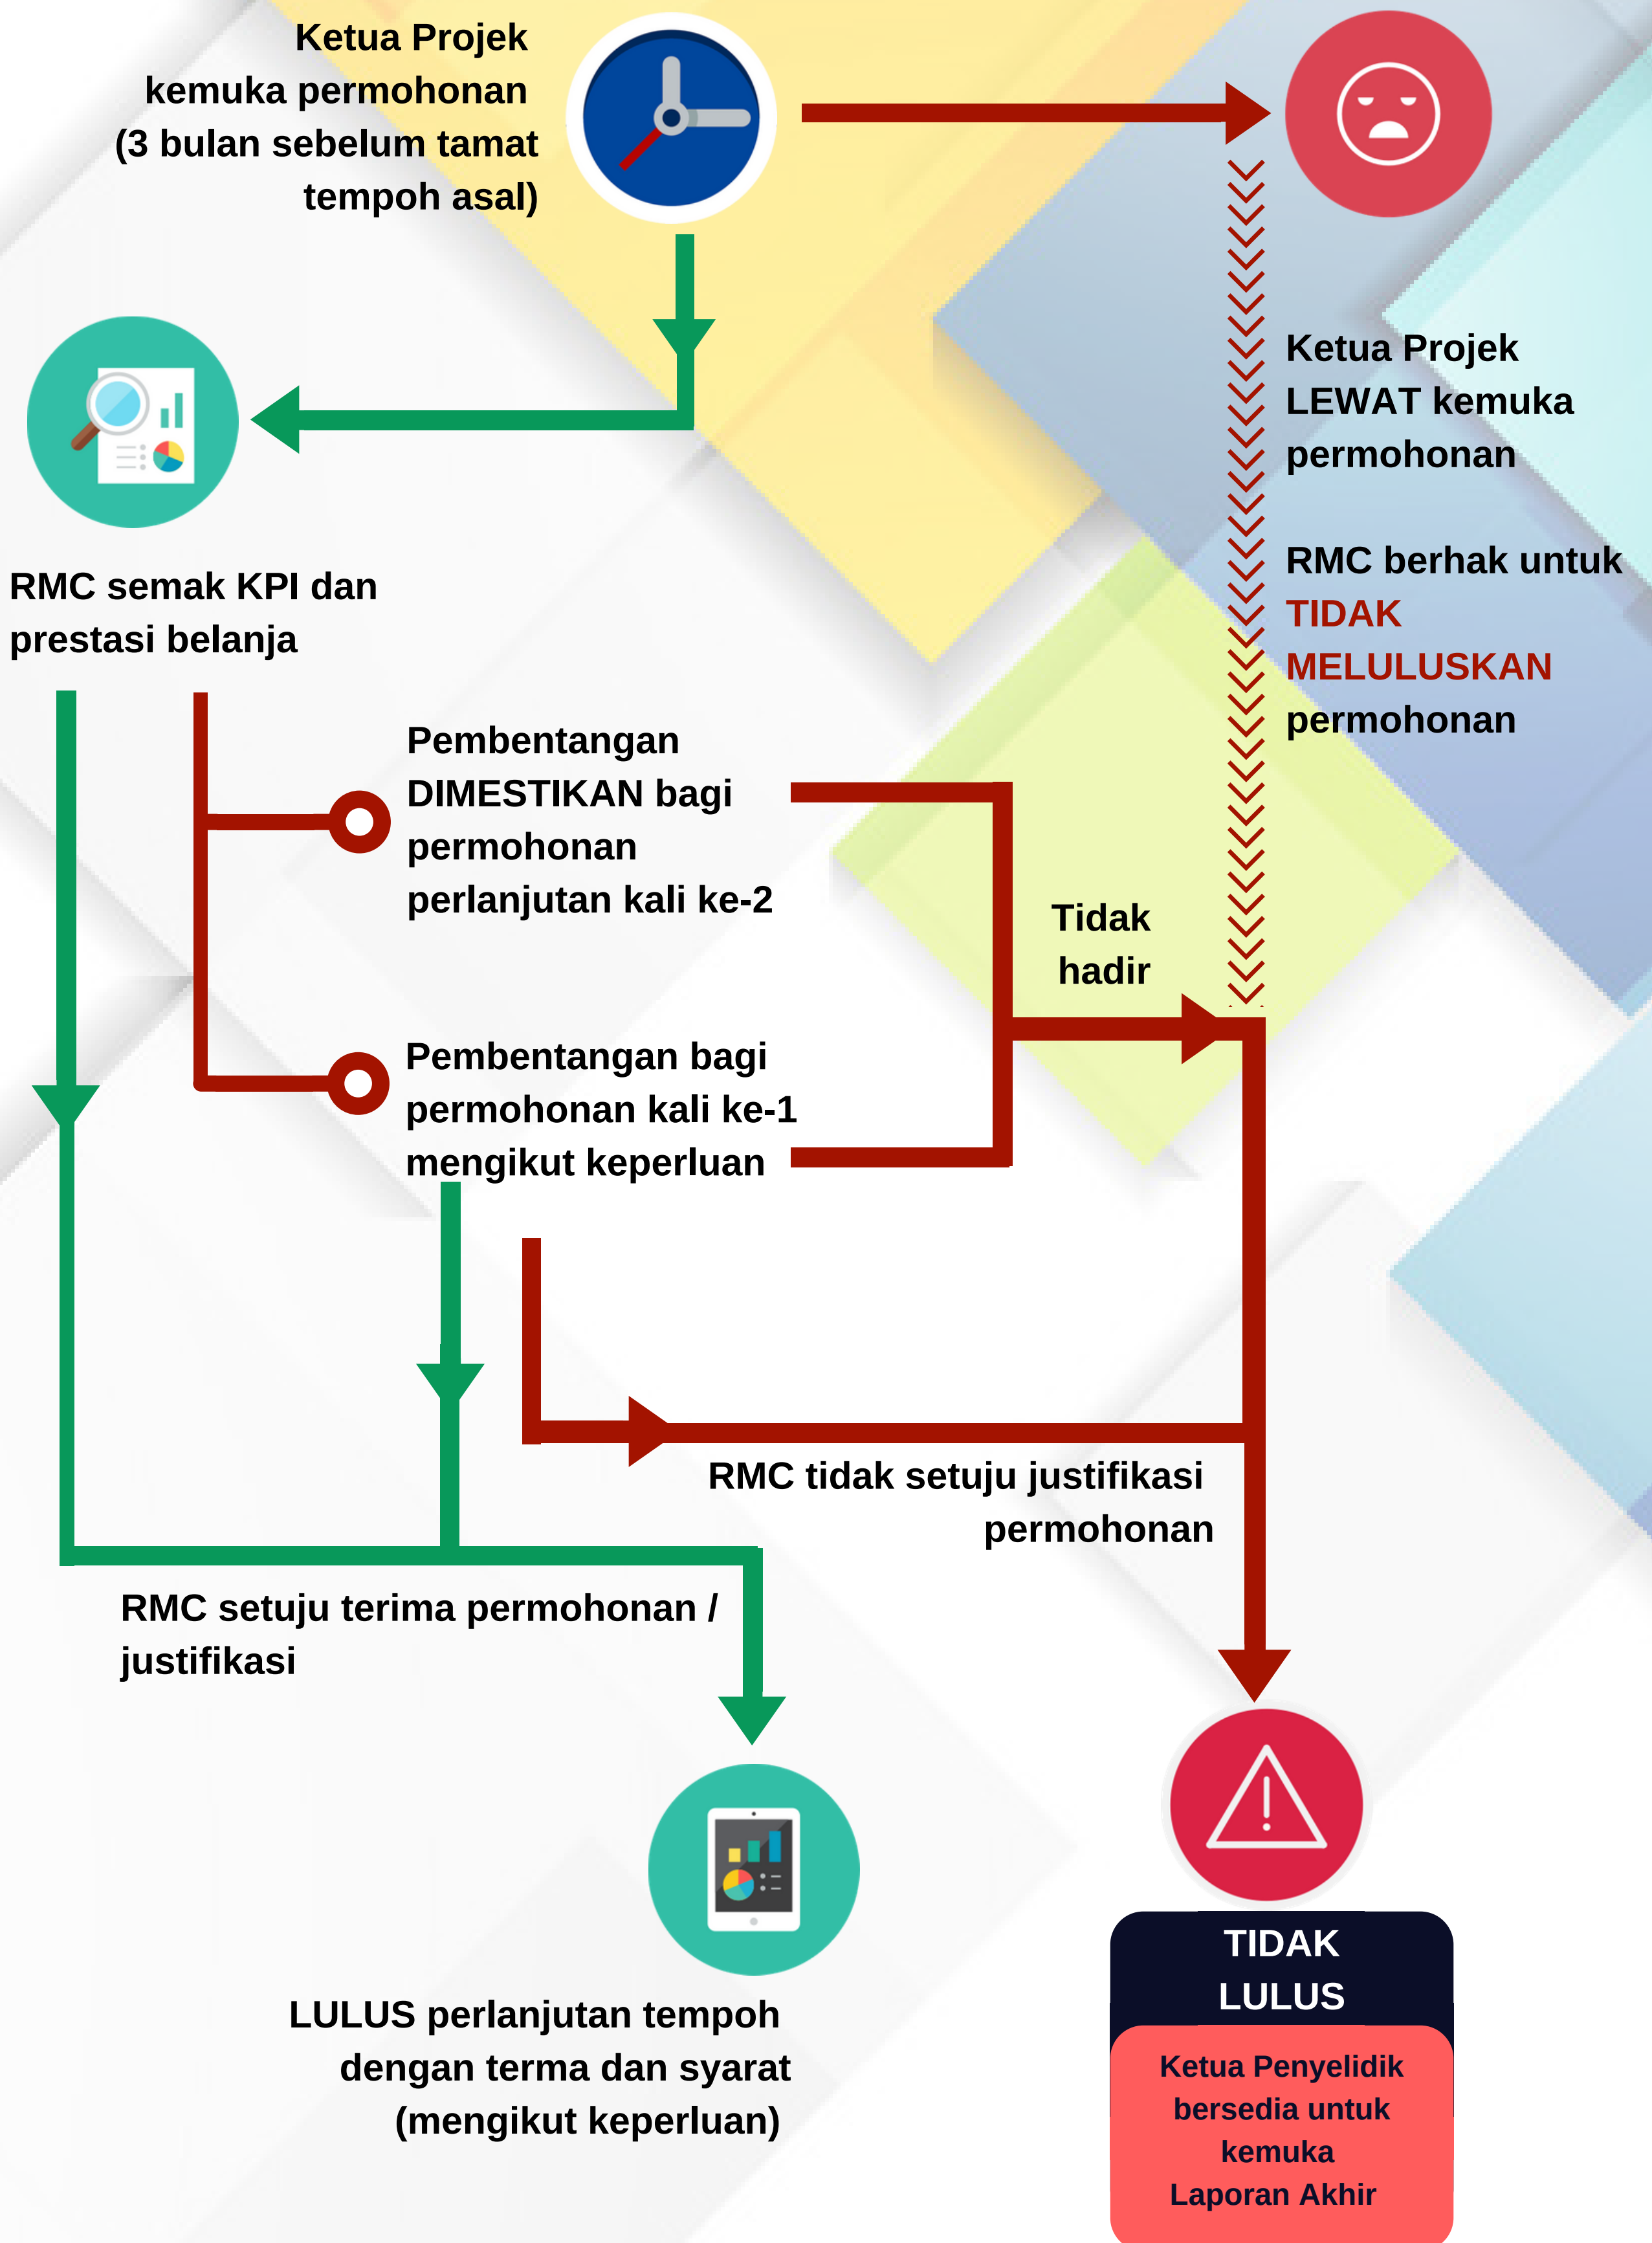 Ketua Projek
kemuka permohonan
(3 bulan sebelum tamat
tempoh asal)
Ketua Projek
LEWAT kemuka
permohonan
RMC berhak untuk
TIDAK
MELULUSKAN
permohonan
RMC semak KPI dan
prestasi belanja
Pembentangan
DIMESTIKAN bagi
permohonan
perlanjutan kali ke-2
Tidak
hadir
Pembentangan bagi
permohonan kali ke-1
mengikut keperluan
RMC tidak setuju justifikasi
permohonan
RMC setuju terima permohonan /
justifikasi
LULUS perlanjutan tempoh
dengan terma dan syarat
(mengikut keperluan)
TIDAK
LULUS
Ketua Penyelidik
bersedia untuk
kemuka
Laporan Akhir